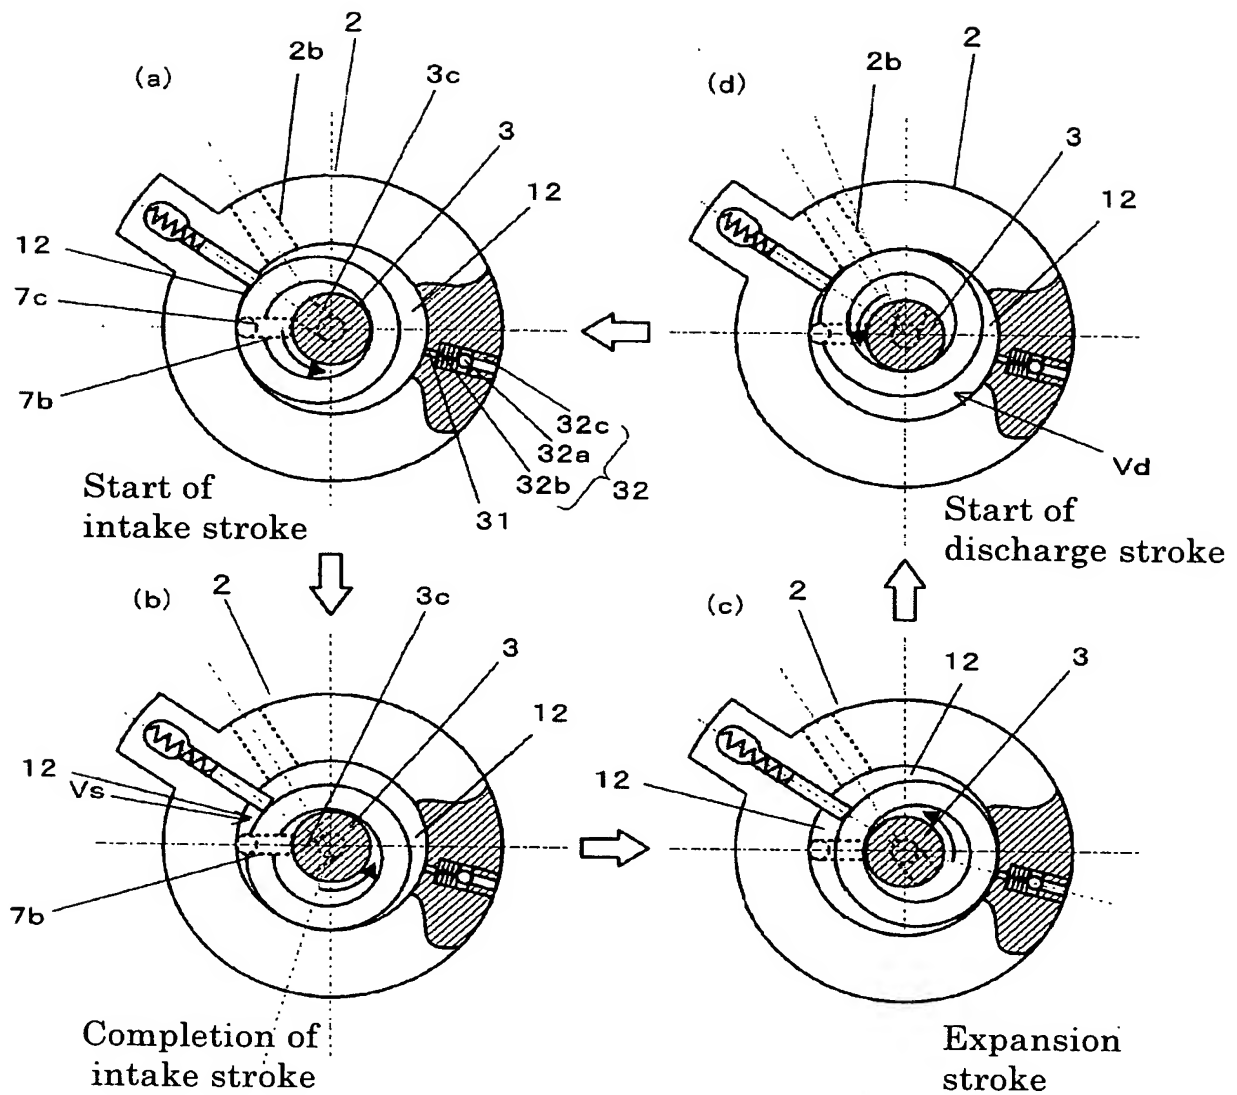 (a)
2
2b
3c
3
12
12
7c
7b
32c
32a
32b
32
31
Start of
intake stroke
(d)
2
2b
3
12
Vd
Start of
discharge stroke
(b)
2
3c
3
12
12
Vs
7b
Completion of
intake stroke
(c)
2
12
3
12
Expansion
stroke